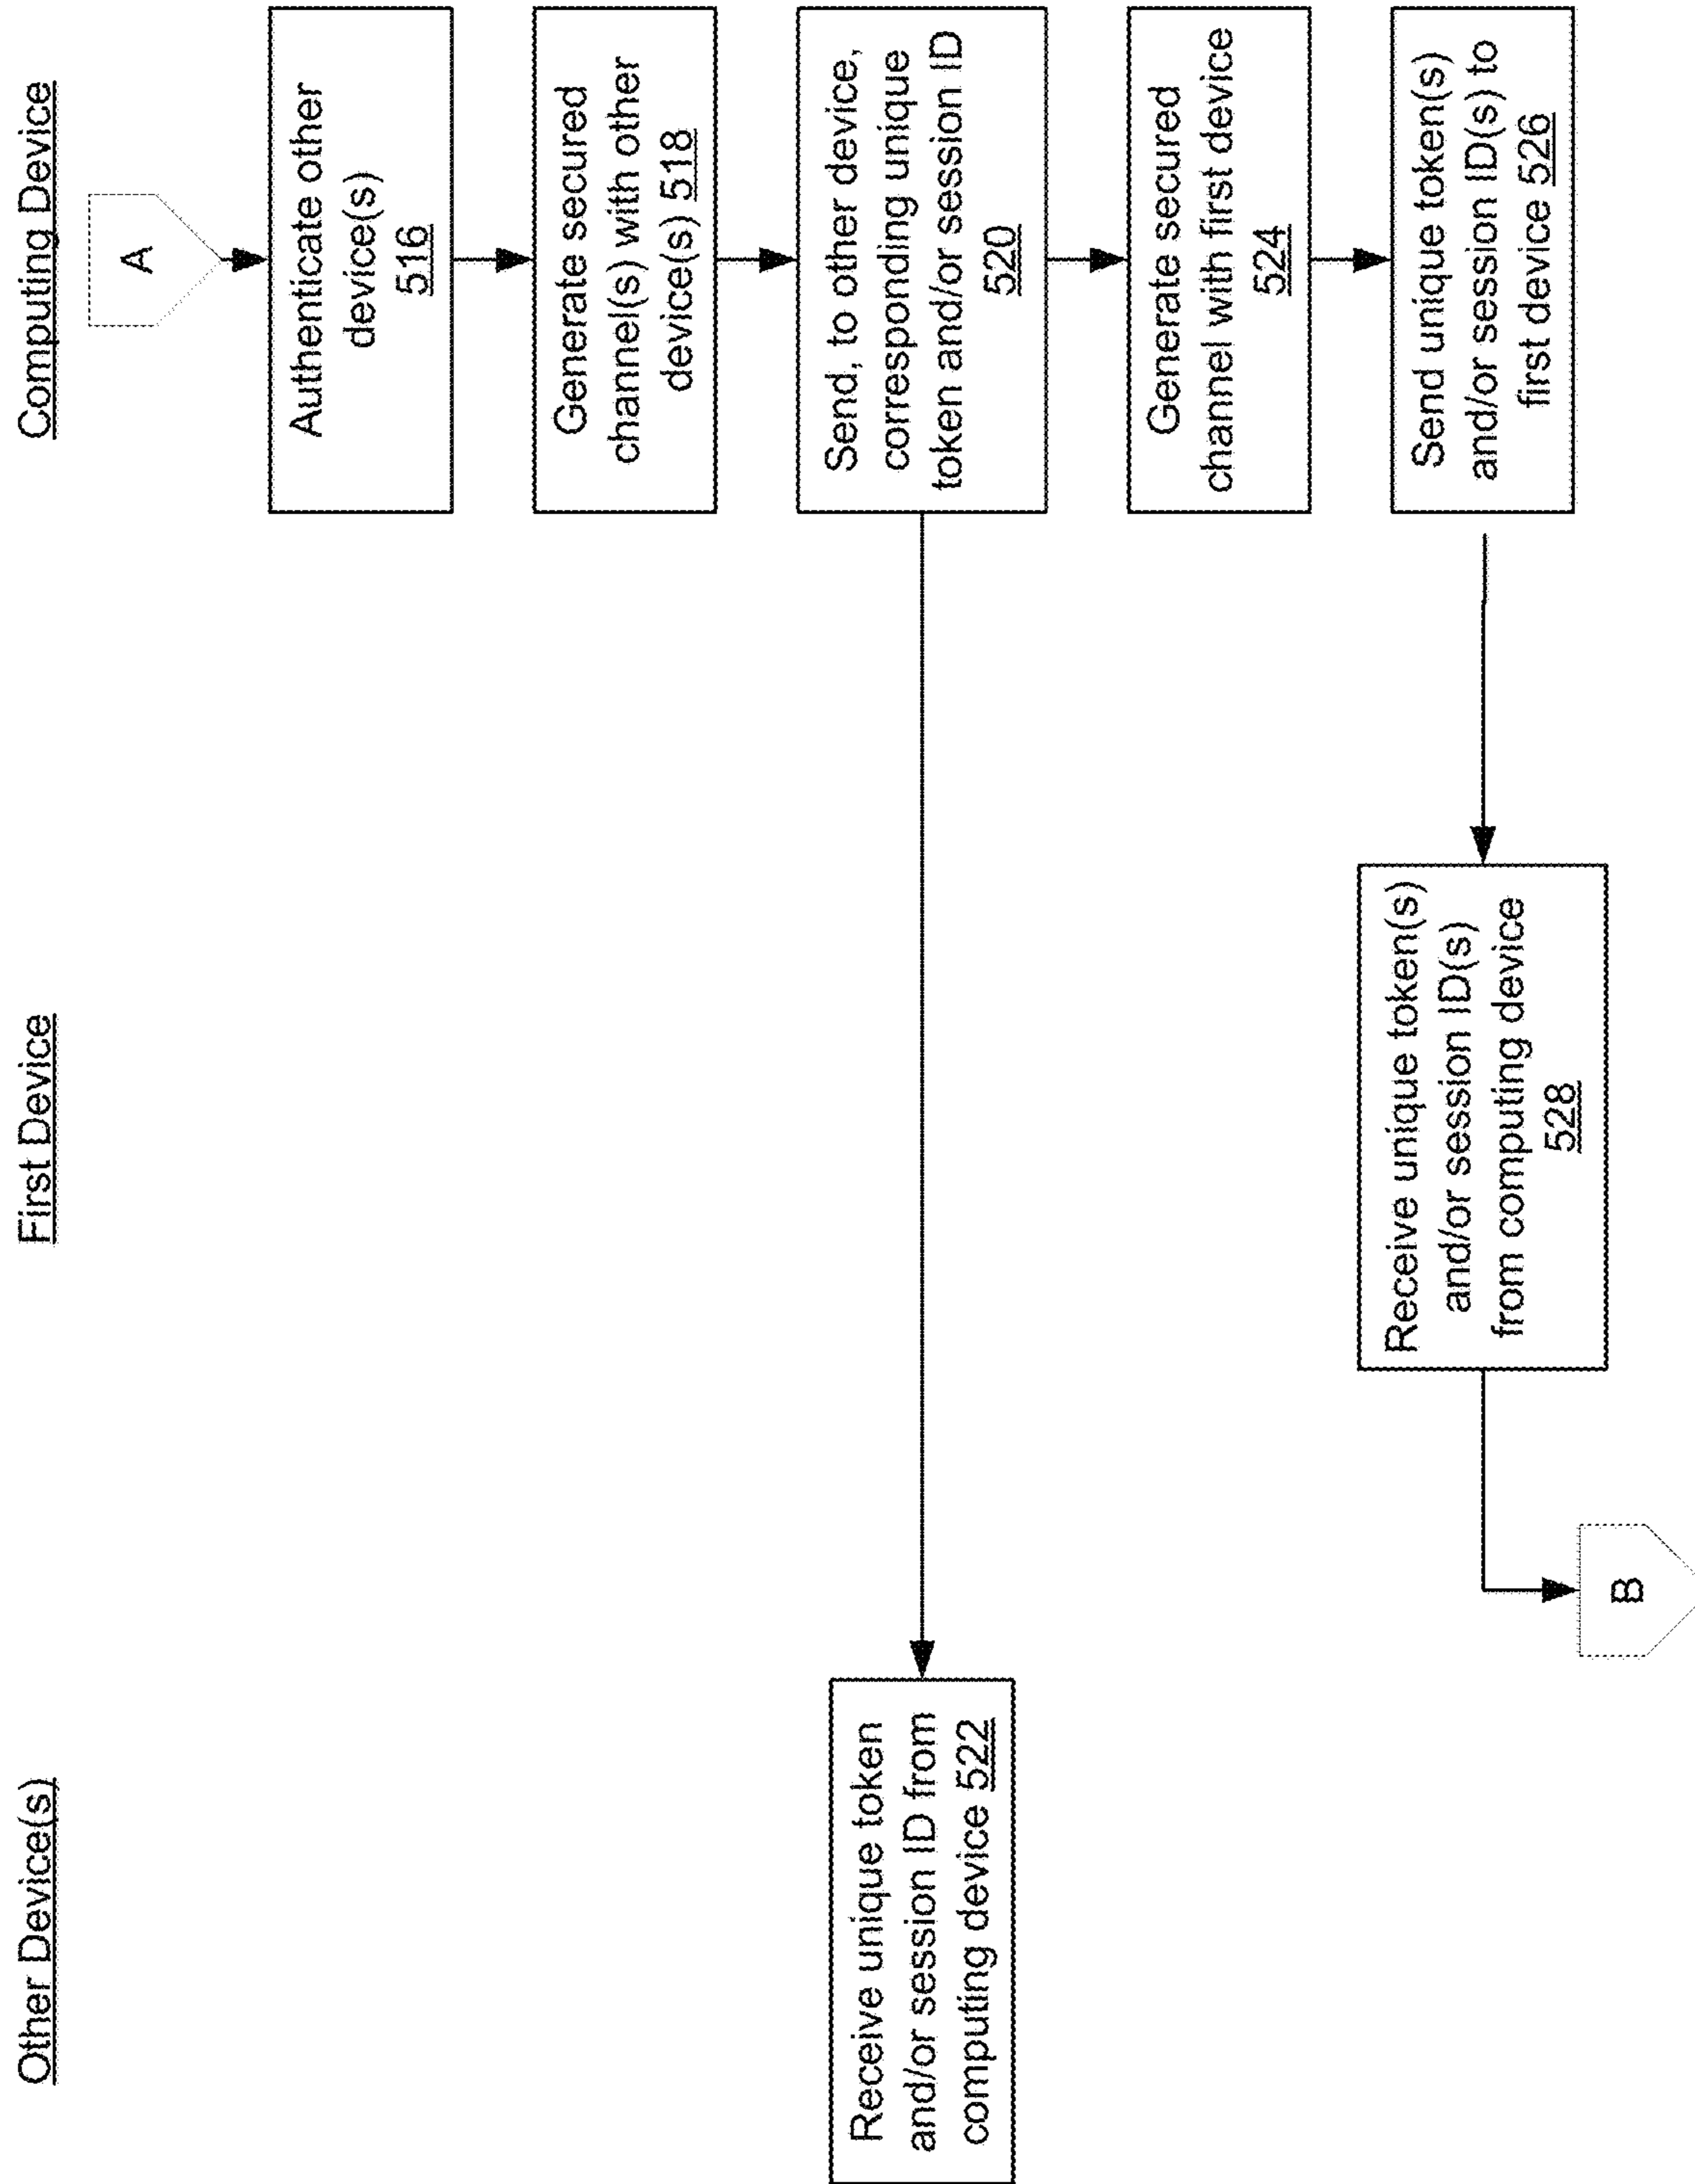 Other Device(s)
First Device
Computing Device
A
Authenticate other
device(s)
516
Generate secured
channel(s) with other
device(s) 518
Send, to other device,
corresponding unique
token and/or session ID
520
Receive unique token
and/or session ID from
computing device 522
Generate secured
channel with first device
524
Send unique token(s)
and/or session ID(s) to
first device 526
Receive unique token(s)
and/or session ID(s)
from computing device
528
B